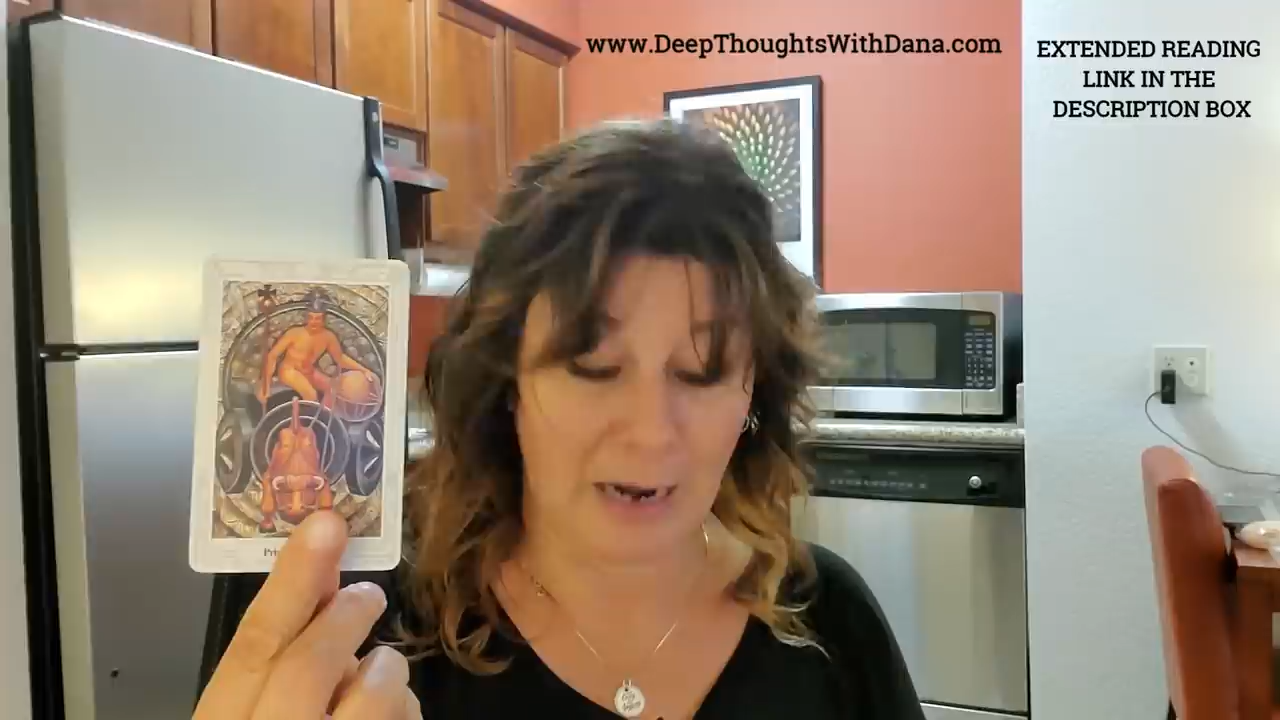 www.DeepThoughtsWithDana.com
EXTENDED READING
LINK IN THE
DESCRIPTION BOX